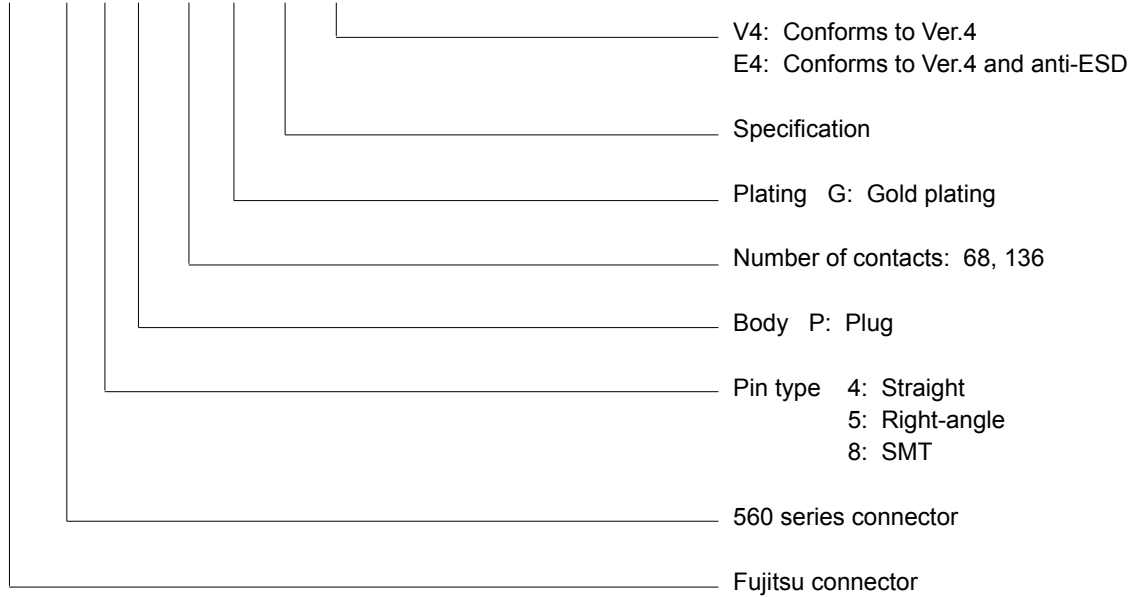 V4: Conforms to Ver.4
E4: Conforms to Ver.4 and anti-ESD
Specification
Plating G: Gold plating
Number of contacts: 68, 136
Body P: Plug
Pin type 4: Straight
5: Right-angle
8: SMT
560 series connector
Fujitsu connector